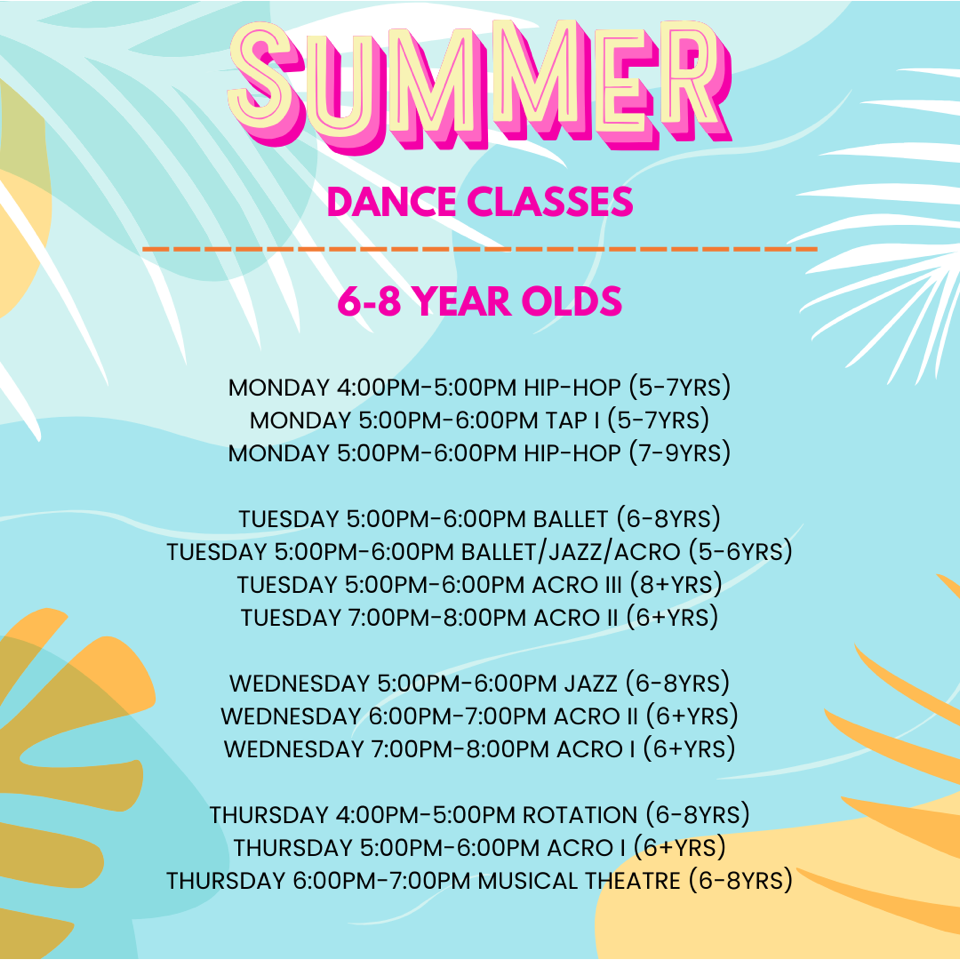 SUMMER
DANCE CLASSES
6-8 YEAR OLDS
MONDAY 4:00PM-5:00PM HIP-HOP (5-7YRS)
MONDAY 5:00PM-6:00PM TAP I (5-7YRS)
MONDAY 5:00PM-6:00PM HIP-HOP (7-9YRS)
TUESDAY 5:00PM-6:00PM BALLET (6-8YRS)
TUESDAY 5:00PM-6:00PM BALLET/JAZZ/ACRO (5-6YRS)
TUESDAY 5:00PM-6:00PM ACRO III (8+YRS)
TUESDAY 7:00PM-8:00PM ACRO II (6+YRS)
WEDNESDAY 5:00PM-6:00PM JAZZ (6-8YRS)
WEDNESDAY 6:00PM-7:00PM ACRO II (6+YRS)
WEDNESDAY 7:00PM-8:00PM ACRO I (6+YRS)
THURSDAY 4:00PM-5:00PM ROTATION (6-8YRS)
THURSDAY 5:00PM-6:00PM ACRO I (6+YRS)
THURSDAY 6:00PM-7:00PM MUSICAL THEATRE (6-8YRS)